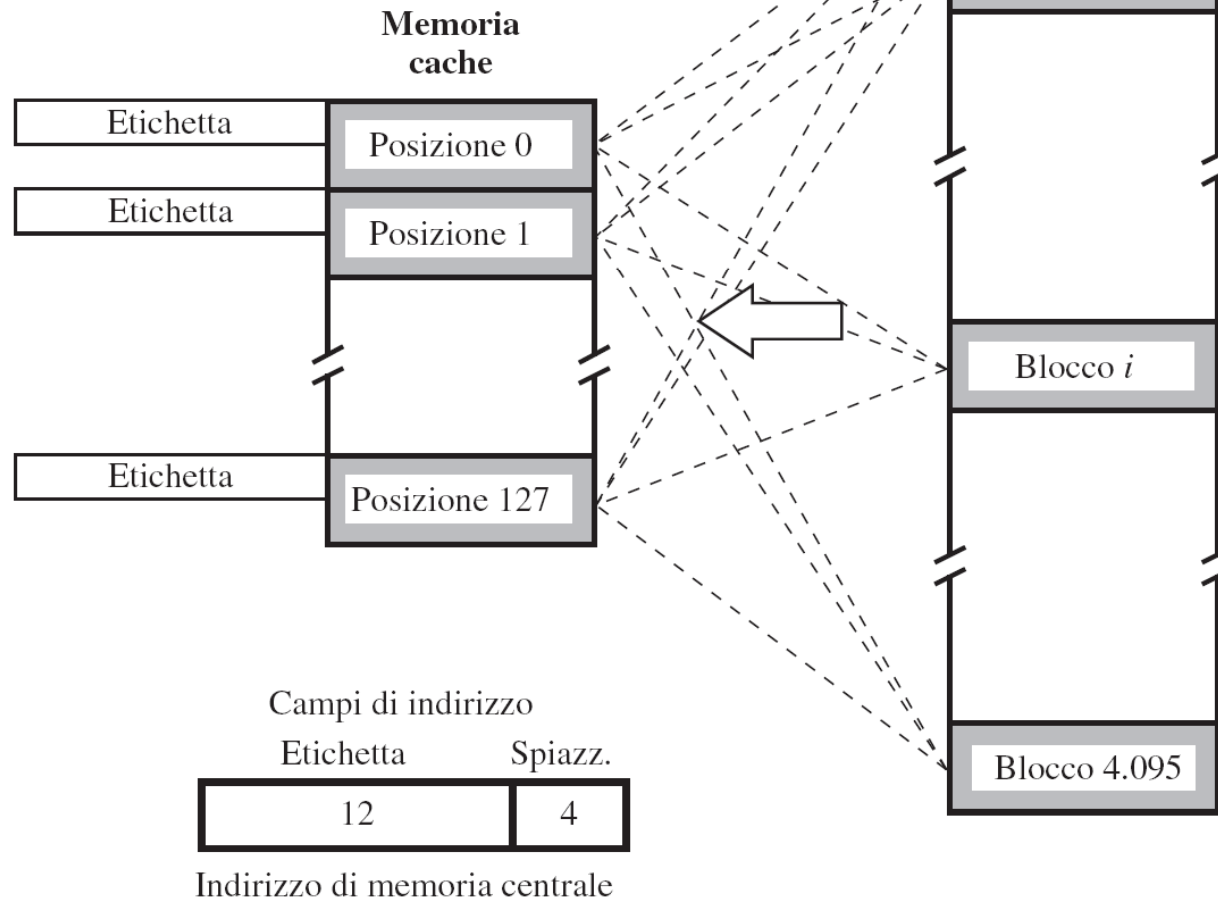 Memoria
cache
Etichetta
Posizione 0
Etichetta
Posizione 1
Blocco i
Etichetta
Posizione 127
Campi di indirizzo
Etichetta
Spiazz.
Blocco 4.095
12
4
Indirizzo di memoria centrale